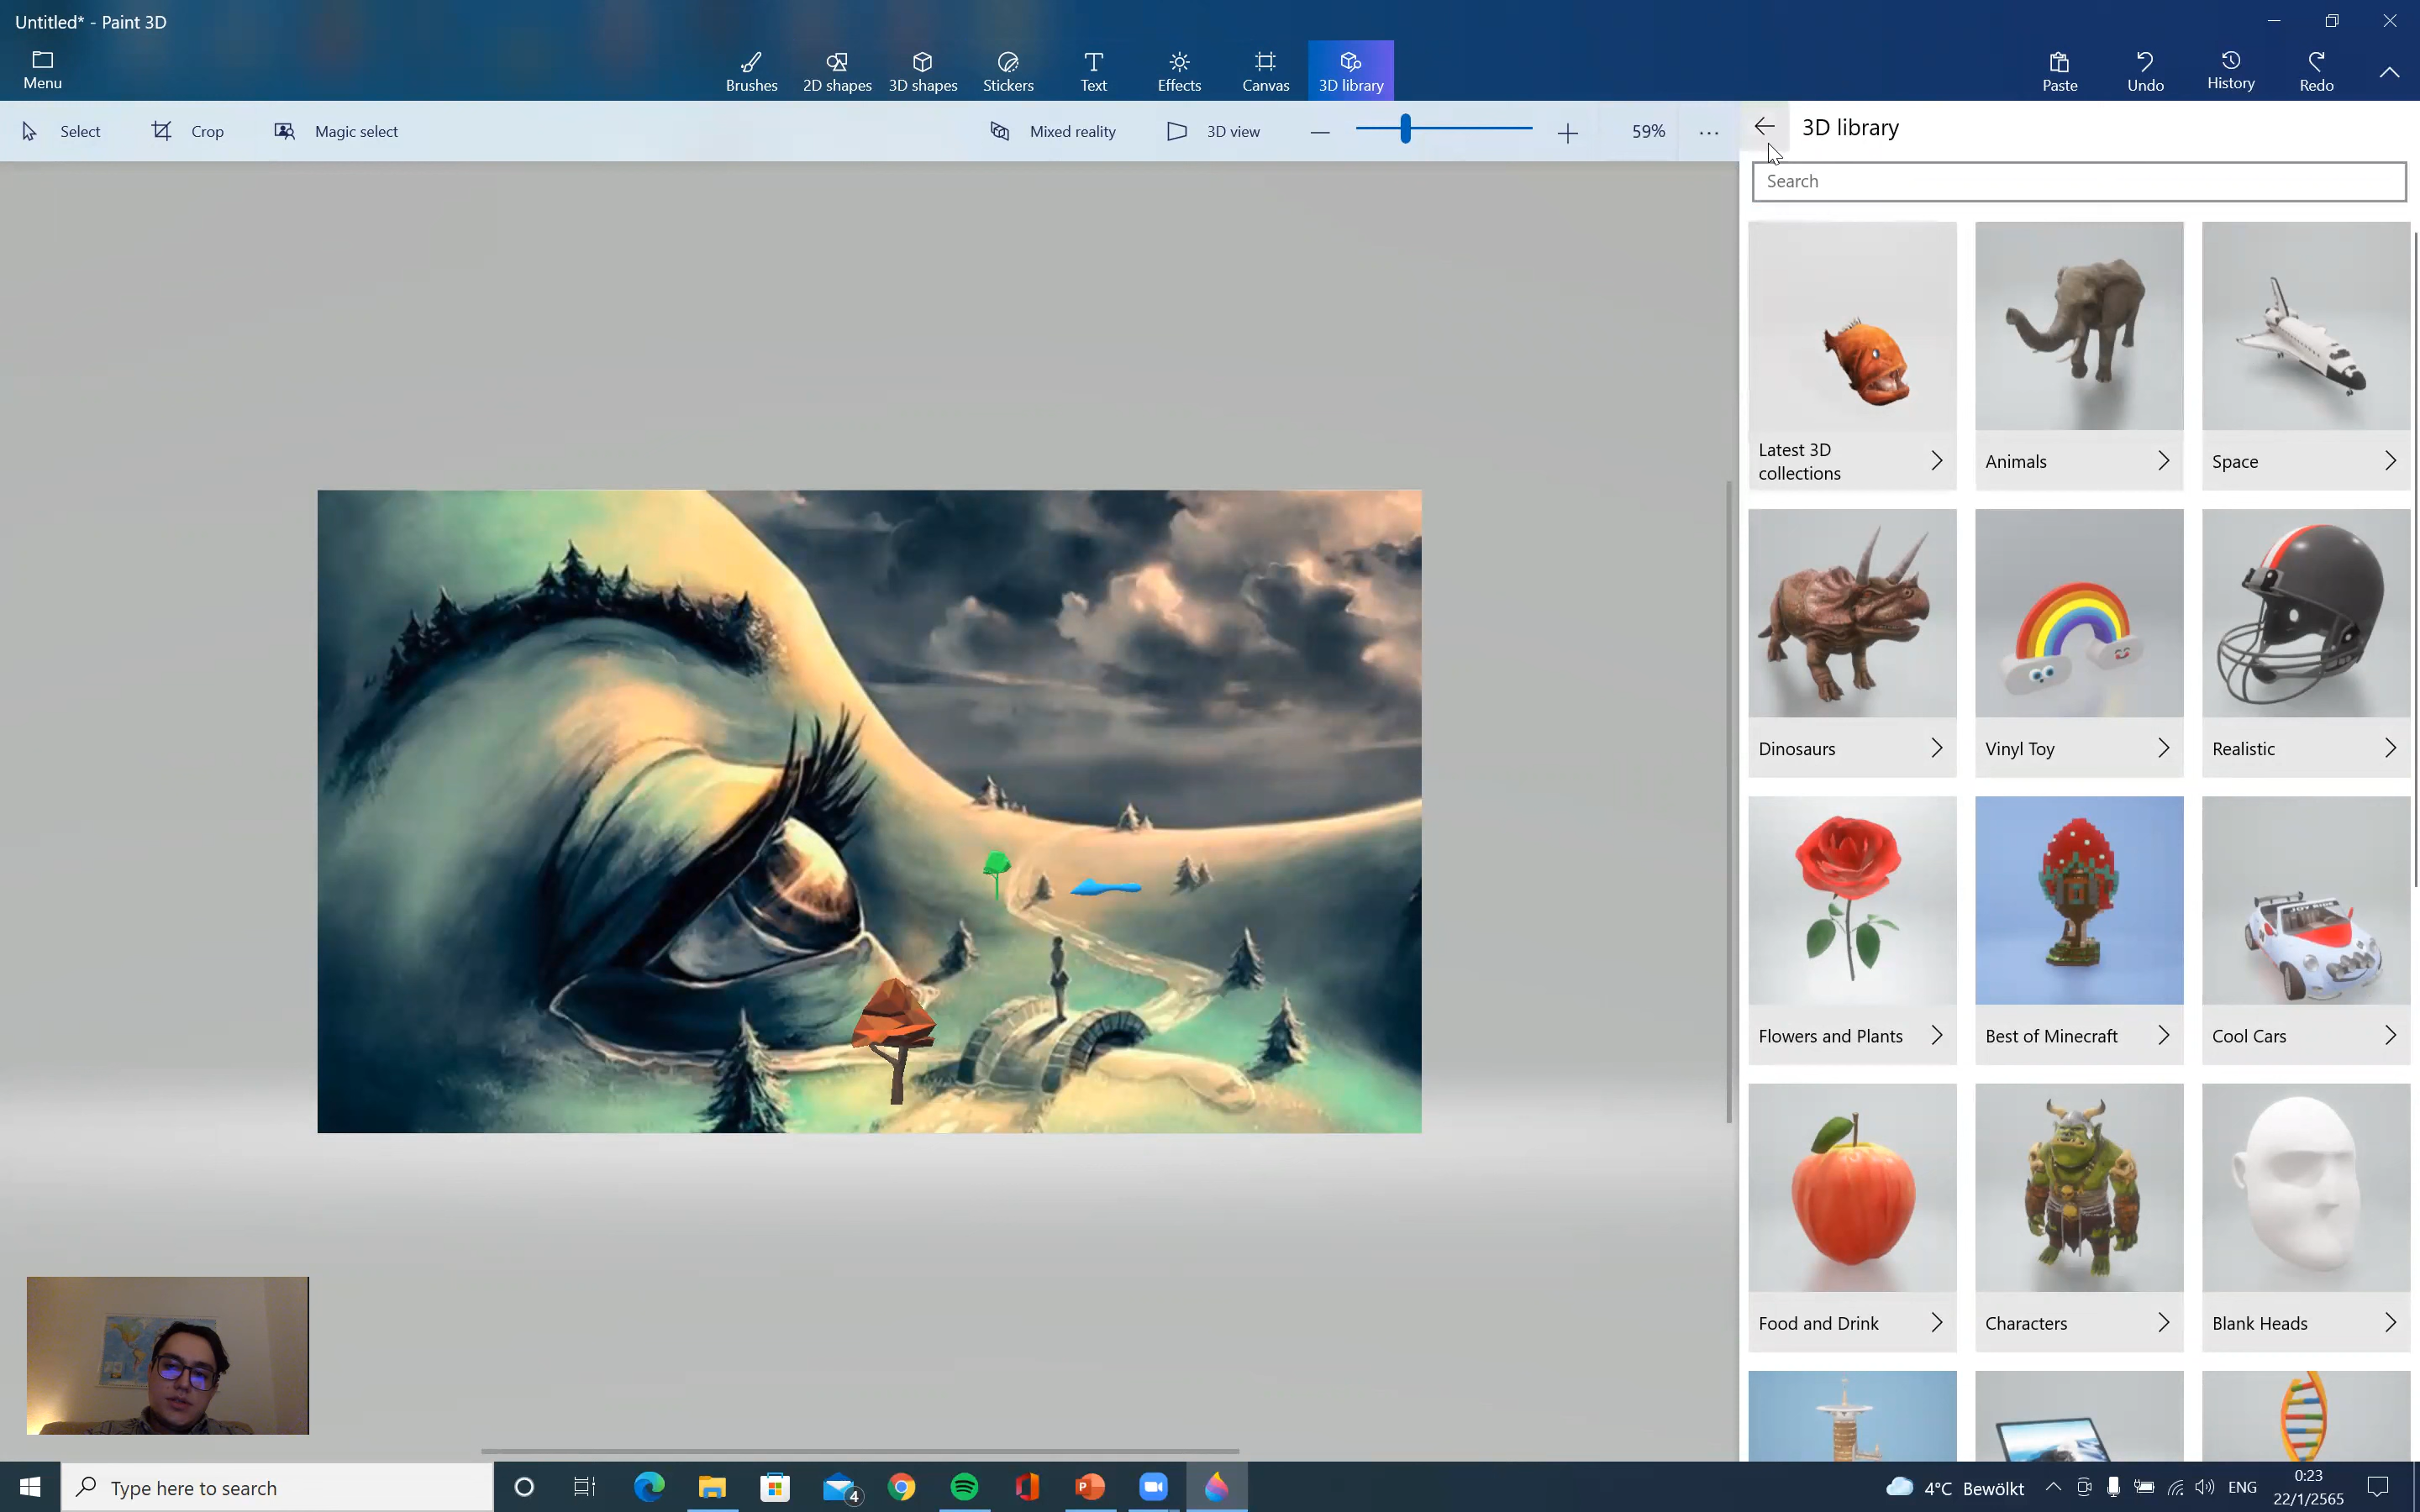 Untitled* - Paint 3D
Menu
Brushes
2D shapes
3D shapes
Stickers
Text
Effects
Canvas
3D library
Paste
Undo
History
Redo
Select
Crop
Magic select
Mixed reality
3D view
59%
3D library
Search
Latest 3D
collections
Animals
Space
Dinosaurs
Vinyl Toy
Realistic
Flowers and Plants
Best of Minecraft
JOY RIDE
Cool Cars
Food and Drink
Characters
Blank Heads
Type here to search
4
4°C Bewölkt
ENG
0:23
22/1/2565